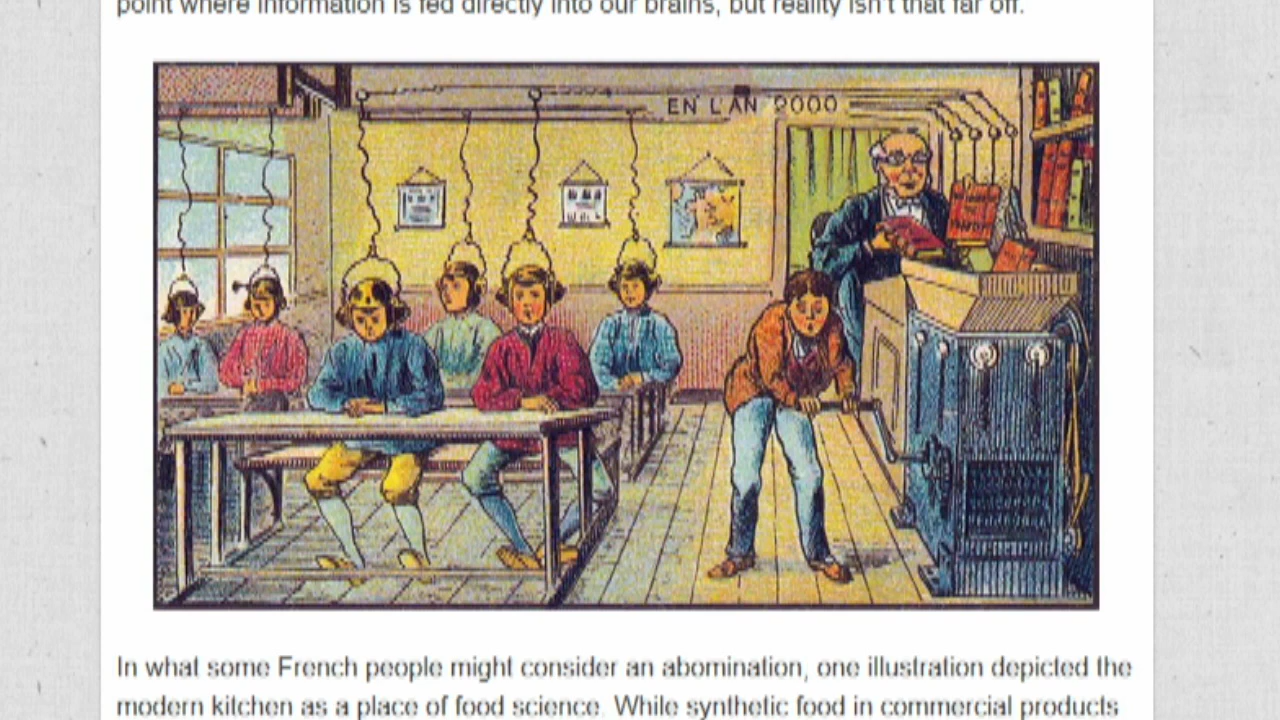 point where information is fed directly into our brains, but reality isn't that far off.
EN L'AN 2000
In what some French people might consider an abomination, one illustration depicted the
modern kitchen as a place of food science. While synthetic food in commercial products